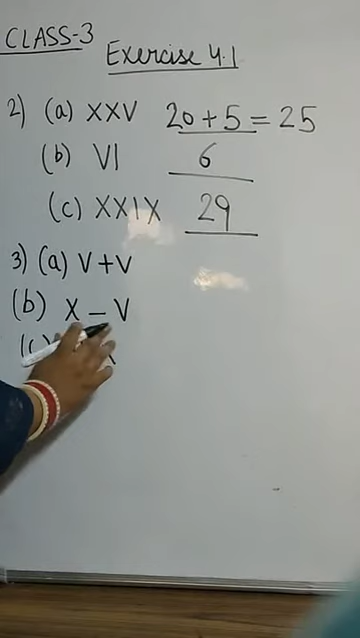 CLASS-3
Exercise 4.1
2) (a) XXV 20 + 5 = 25
(b) VI 6
(c) XXIX 29
3) (a) V + V
(b) X - V